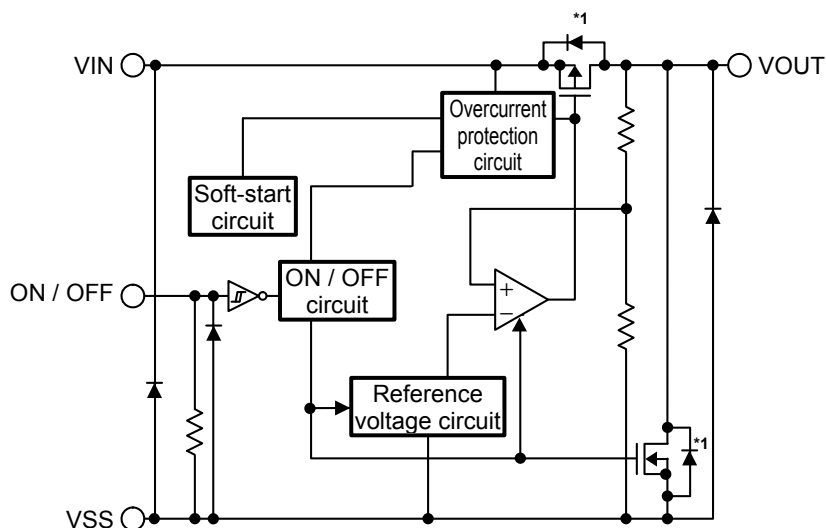 *1
VIN
VOUT
Overcurrent
protection
circuit
Soft-start
circuit
ON / OFF
ON / OFF
circuit
+
−
Reference
voltage circuit
*1
VSS